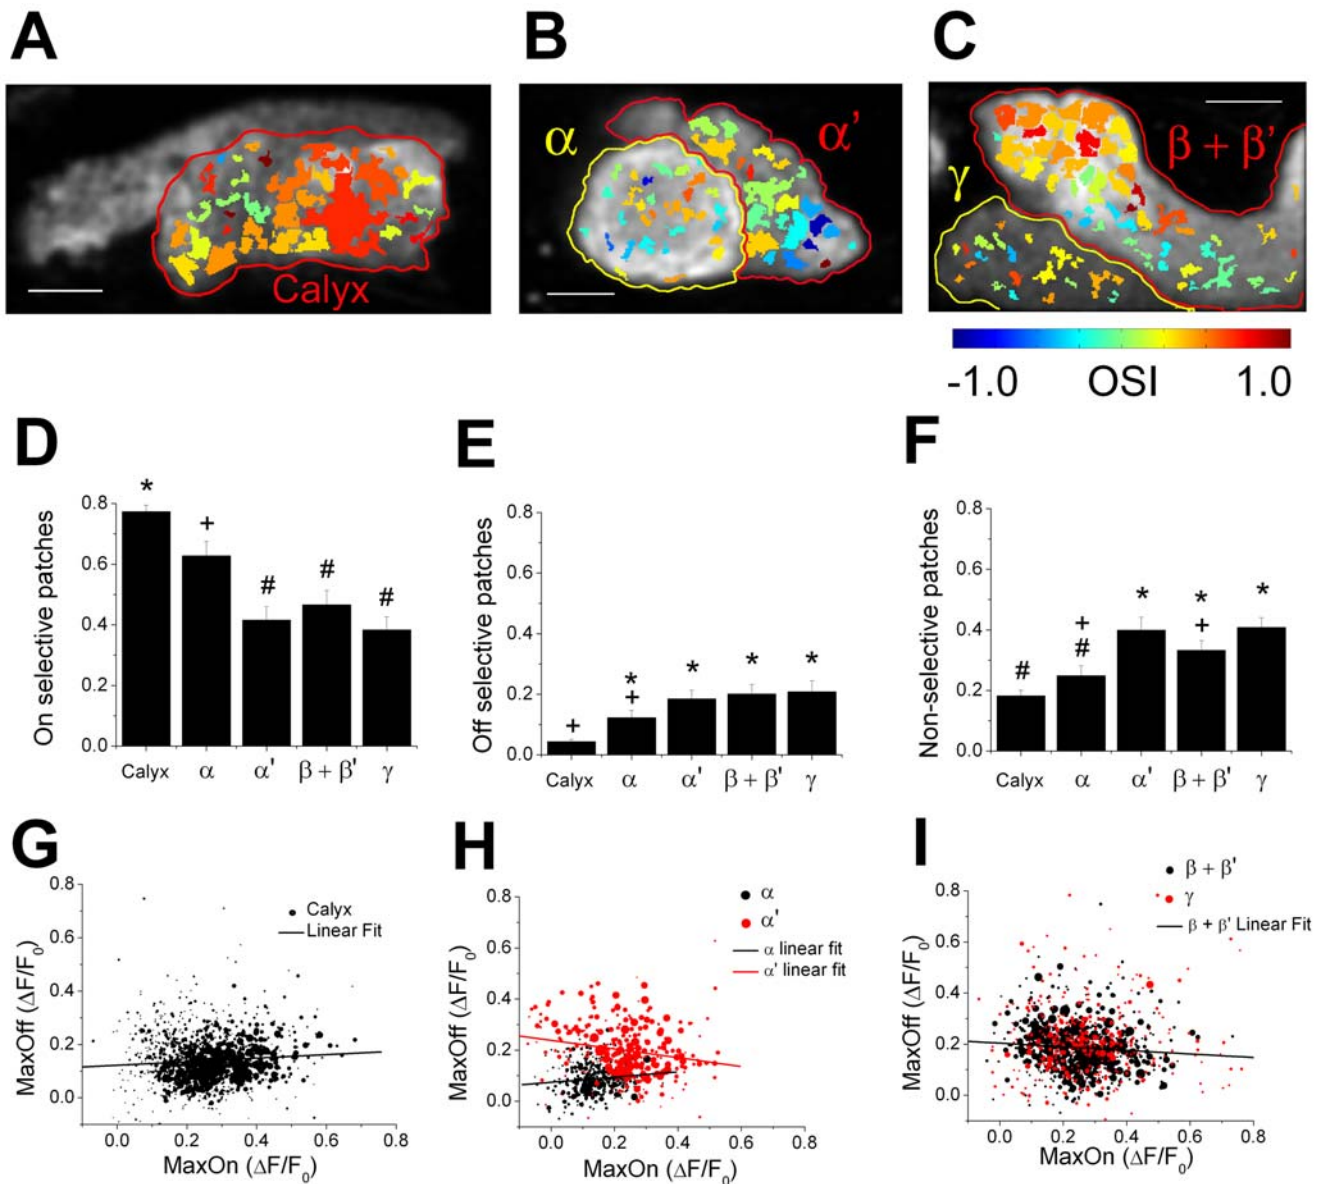 A
B
C
Calyx
α
α'
β + β'
γ
-1.0 OSI 1.0
D
E
F
On selective patches
0.8
0.6
0.4
0.2
0.0
*
+
#
#
#
Calyx α α' β + β' γ
Off selective patches
0.8
0.6
0.4
0.2
0.0
+
*
+
*
*
*
Calyx α α' β + β' γ
Non-selective patches
0.8
0.6
0.4
0.2
0.0
#
+
#
*
*
+
*
Calyx α α' β + β' γ
G
H
I
MaxOff (ΔF/F0)
0.8
0.6
0.4
0.2
0.0
Calyx
Linear Fit
0.0 0.2 0.4 0.6 0.8
MaxOn (ΔF/F0)
MaxOff (ΔF/F0)
0.8
0.6
0.4
0.2
0.0
α
α'
α linear fit
α' linear fit
0.0 0.2 0.4 0.6 0.8
MaxOn (ΔF/F0)
MaxOff (ΔF/F0)
0.8
0.6
0.4
0.2
0.0
β + β'
γ
β + β' Linear Fit
0.0 0.2 0.4 0.6 0.8
MaxOn (ΔF/F0)